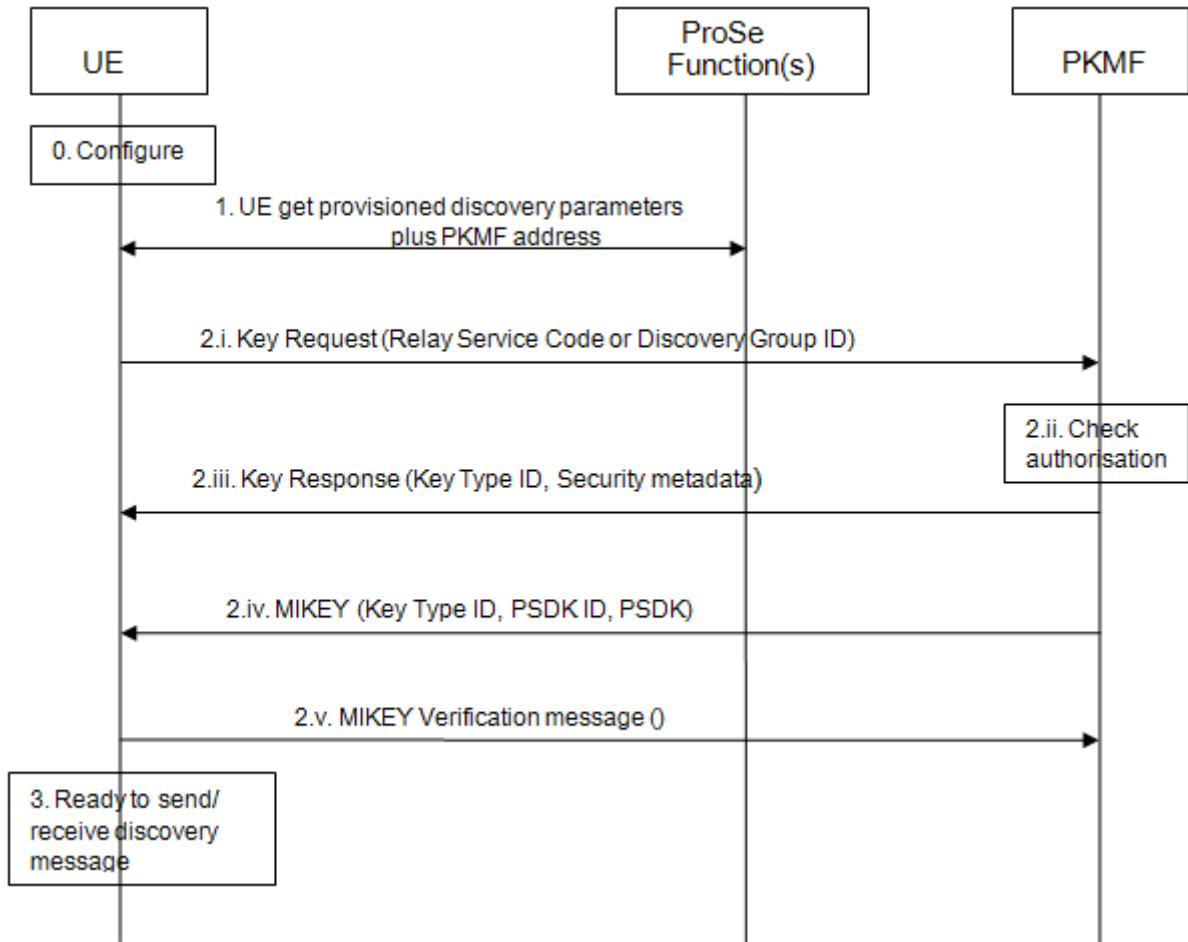 UE
ProSe
Function(s)
PKMF
0. Configure
1. UE get provisioned discovery parameters
plus PKMF address
2.i. Key Request (Relay Service Code or Discovery Group ID)
2.ii. Check
authorisation
2.iii. Key Response (Key Type ID, Security metadata)
2.iv. MIKEY (Key Type ID, PSDK ID, PSDK)
2.v. MIKEY Verification message ()
3. Ready to send/
receive discovery
message